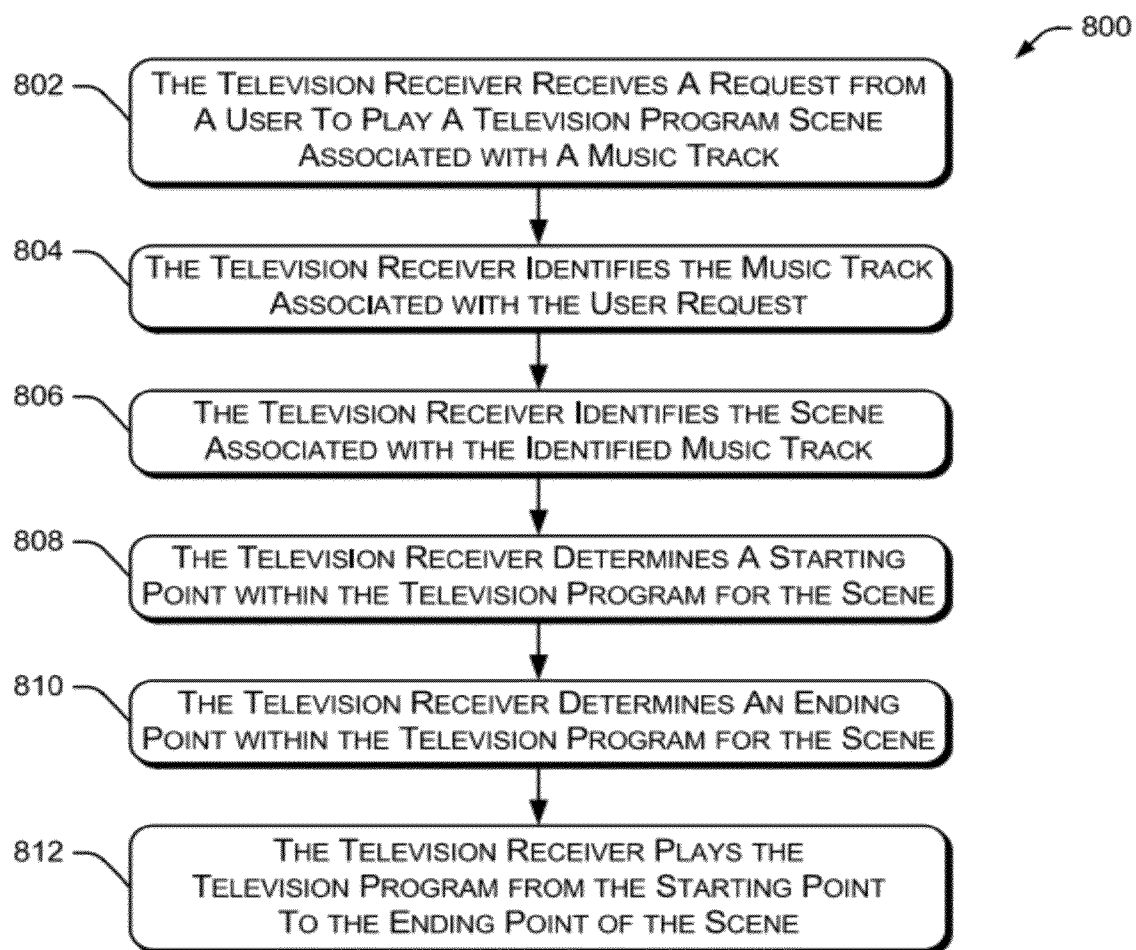 800
802
THE TELEVISION RECEIVER RECEIVES A REQUEST FROM
A USER TO PLAY A TELEVISION PROGRAM SCENE
ASSOCIATED WITH A MUSIC TRACK
804
THE TELEVISION RECEIVER IDENTIFIES THE MUSIC TRACK
ASSOCIATED WITH THE USER REQUEST
806
THE TELEVISION RECEIVER IDENTIFIES THE SCENE
ASSOCIATED WITH THE IDENTIFIED MUSIC TRACK
808
THE TELEVISION RECEIVER DETERMINES A STARTING
POINT WITHIN THE TELEVISION PROGRAM FOR THE SCENE
810
THE TELEVISION RECEIVER DETERMINES AN ENDING
POINT WITHIN THE TELEVISION PROGRAM FOR THE SCENE
812
THE TELEVISION RECEIVER PLAYS THE
TELEVISION PROGRAM FROM THE STARTING POINT
TO THE ENDING POINT OF THE SCENE